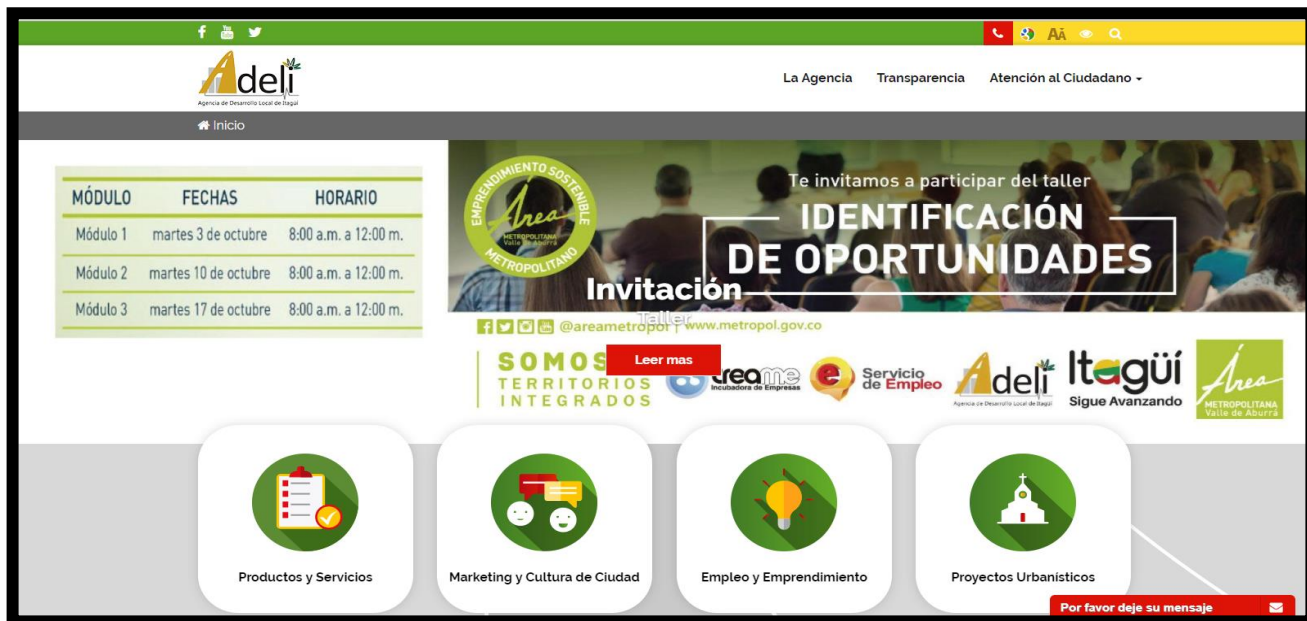 f You Tube
AA
Adeli
Agencia de Desarrollo Local de Itagüí
La Agencia Transparencia Atención al Ciudadano
Inicio
MÓDULO FECHAS HORARIO
Módulo 1 martes 3 de octubre 8:00 a.m. a 12:00 m.
Módulo 2 martes 10 de octubre 8:00 a.m. a 12:00 m.
Módulo 3 martes 17 de octubre 8:00 a.m. a 12:00 m.
EMPRENDIMIENTO SOSTENIBLE
Área
METROPOLITANA
Valle de Aburrá
METROPOLITANO
Te invitamos a participar del taller
IDENTIFICACIÓN
DE OPORTUNIDADES
Invitación
Taller
@areametropol | www.metropol.gov.co
Leer mas
SOMOS
TERRITORIOS
INTEGRADOS
creame
Incubadora de Empresas
e
Servicio
de Empleo
Adeli
Agencia de Desarrollo Local de Itagüí
Itagüí
Sigue Avanzando
Área
METROPOLITANA
Valle de Aburrá
Productos y Servicios
Marketing y Cultura de Ciudad
Empleo y Emprendimiento
Proyectos Urbanísticos
Por favor deje su mensaje